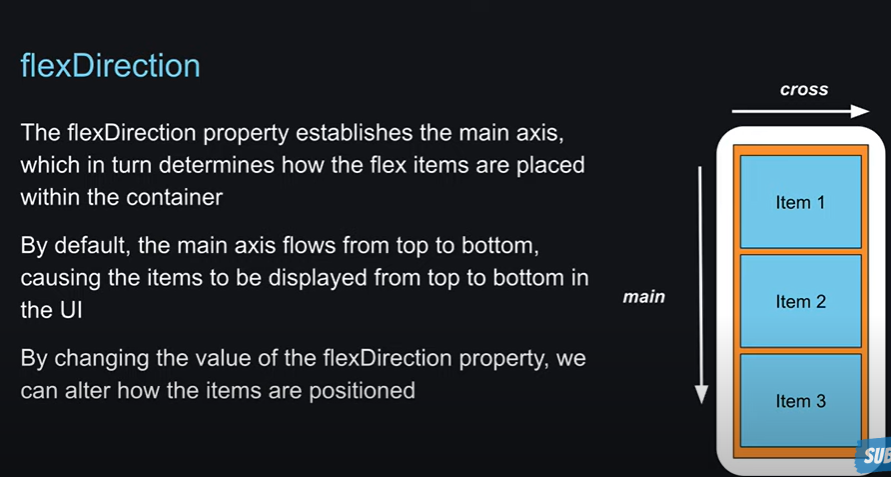 flexDirection
The flexDirection property establishes the main axis,
which in turn determines how the flex items are placed
within the container
By default, the main axis flows from top to bottom,
causing the items to be displayed from top to bottom in
the UI
By changing the value of the flexDirection property, we
can alter how the items are positioned
cross
main
Item 1
Item 2
Item 3
SUB